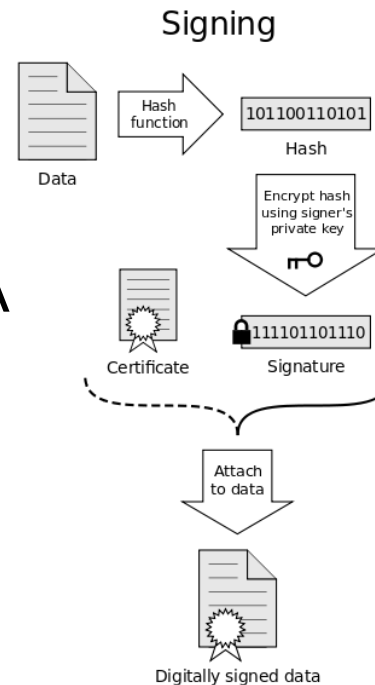 Signing
Hash
function
101100110101
Hash
Data
Encrypt hash
using signer's
private key
A
111101101110
Certificate
Signature
Attach
to data
Digitally signed data